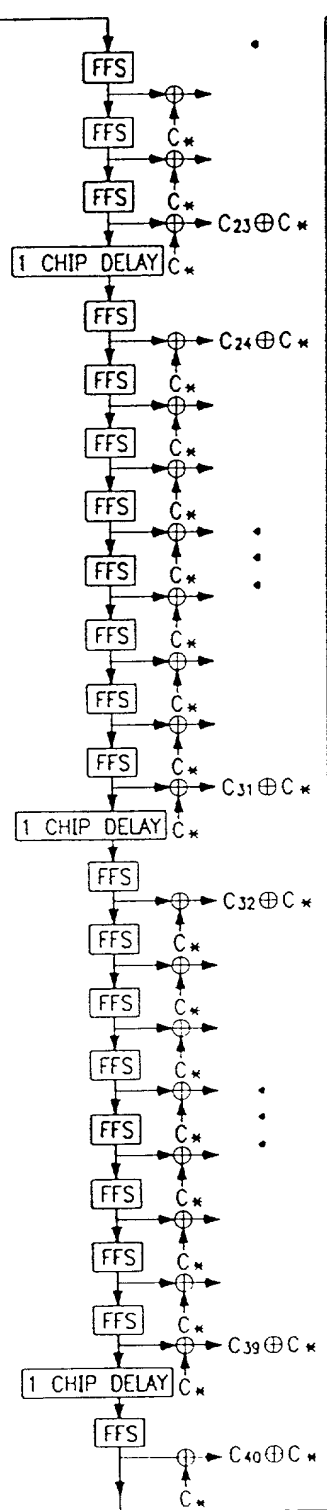 FFS
C*
FFS
C*
FFS
C23⊕C*
1 CHIP DELAY C*
FFS
C24⊕C*
C*
FFS
C*
FFS
C*
FFS
C*
FFS
C*
FFS
C*
FFS
C*
FFS
C31⊕C*
1 CHIP DELAY C*
FFS
C32⊕C*
C*
FFS
C*
FFS
C*
FFS
C*
FFS
C*
FFS
C*
FFS
C*
FFS
C39⊕C*
1 CHIP DELAY C*
FFS
C40⊕C*
C*